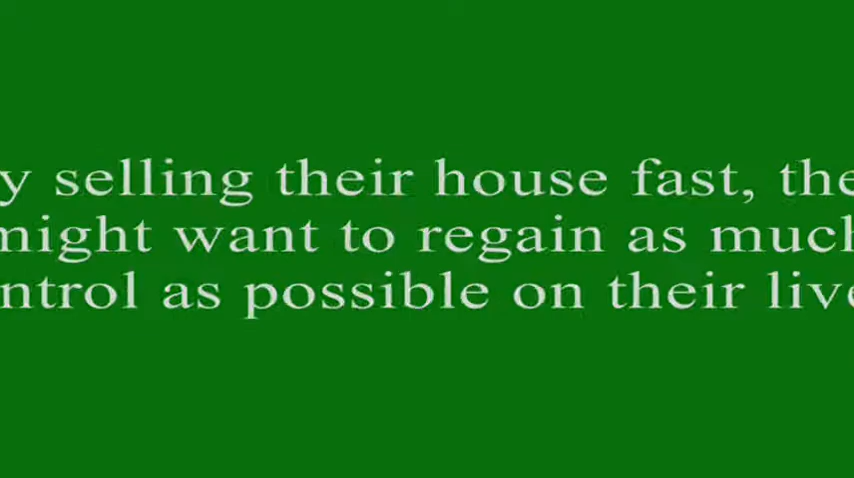 y selling their house fast, the
might want to regain as much
ntrol as possible on their live